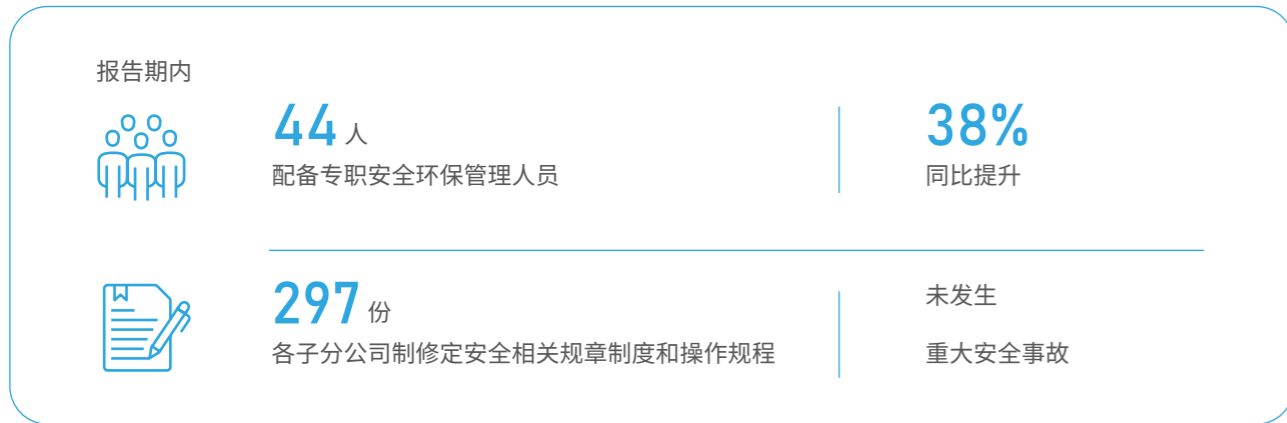 报告期内
44 人
配备专职安全环保管理人员
38%
同比提升
297 份
各子分公司制修定安全相关规章制度和操作规程
未发生
重大安全事故